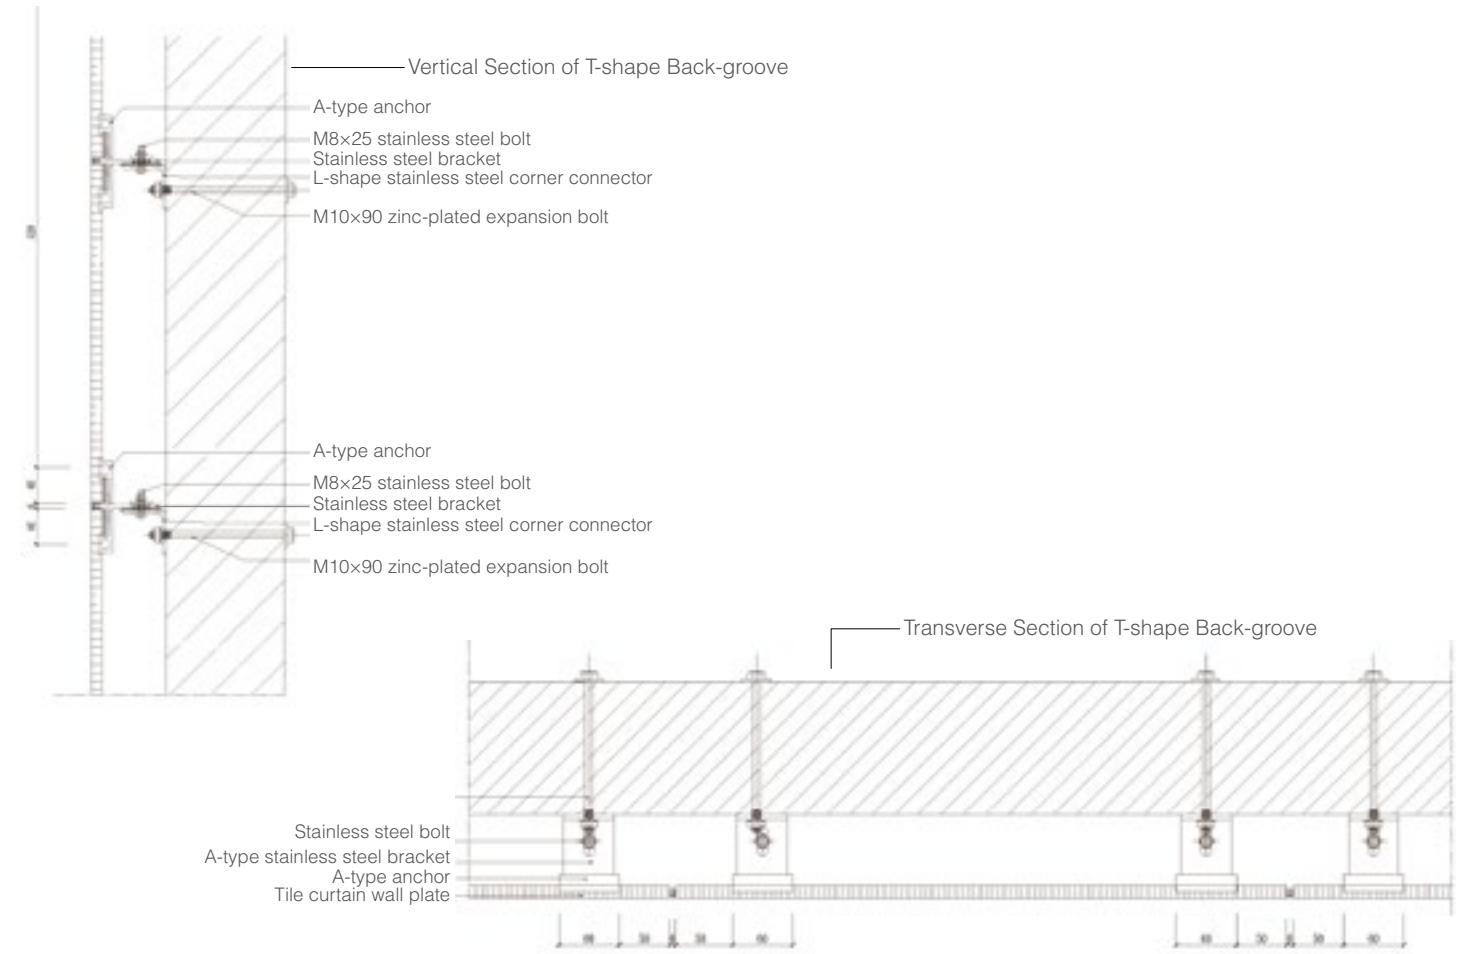 Vertical Section of T-shape Back-groove
A-type anchor
M8×25 stainless steel bolt
Stainless steel bracket
L-shape stainless steel corner connector
M10×90 zinc-plated expansion bolt
A-type anchor
M8×25 stainless steel bolt
Stainless steel bracket
L-shape stainless steel corner connector
M10×90 zinc-plated expansion bolt
Transverse Section of T-shape Back-groove
Stainless steel bolt
A-type stainless steel bracket
A-type anchor
Tile curtain wall plate